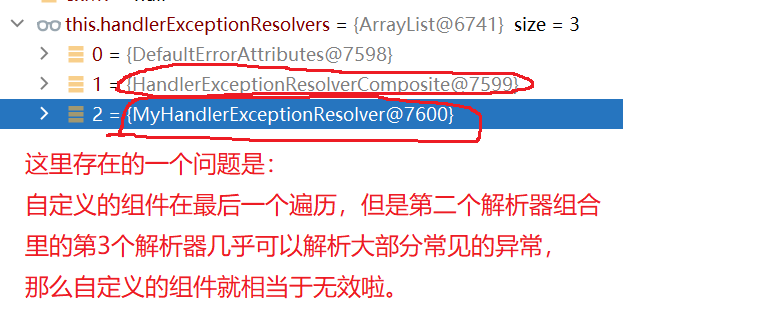 this.handlerExceptionResolvers = {ArrayList@6741} size = 3
0 = {DefaultErrorAttributes@7598}
1 = {HandlerExceptionResolverComposite@7599}
2 = {MyHandlerExceptionResolver@7600}
这里存在的一个问题是：
自定义的组件在最后一个遍历，但是第二个解析器组合
里的第3个解析器几乎可以解析大部分常见的异常，
那么自定义的组件就相当于无效啦。